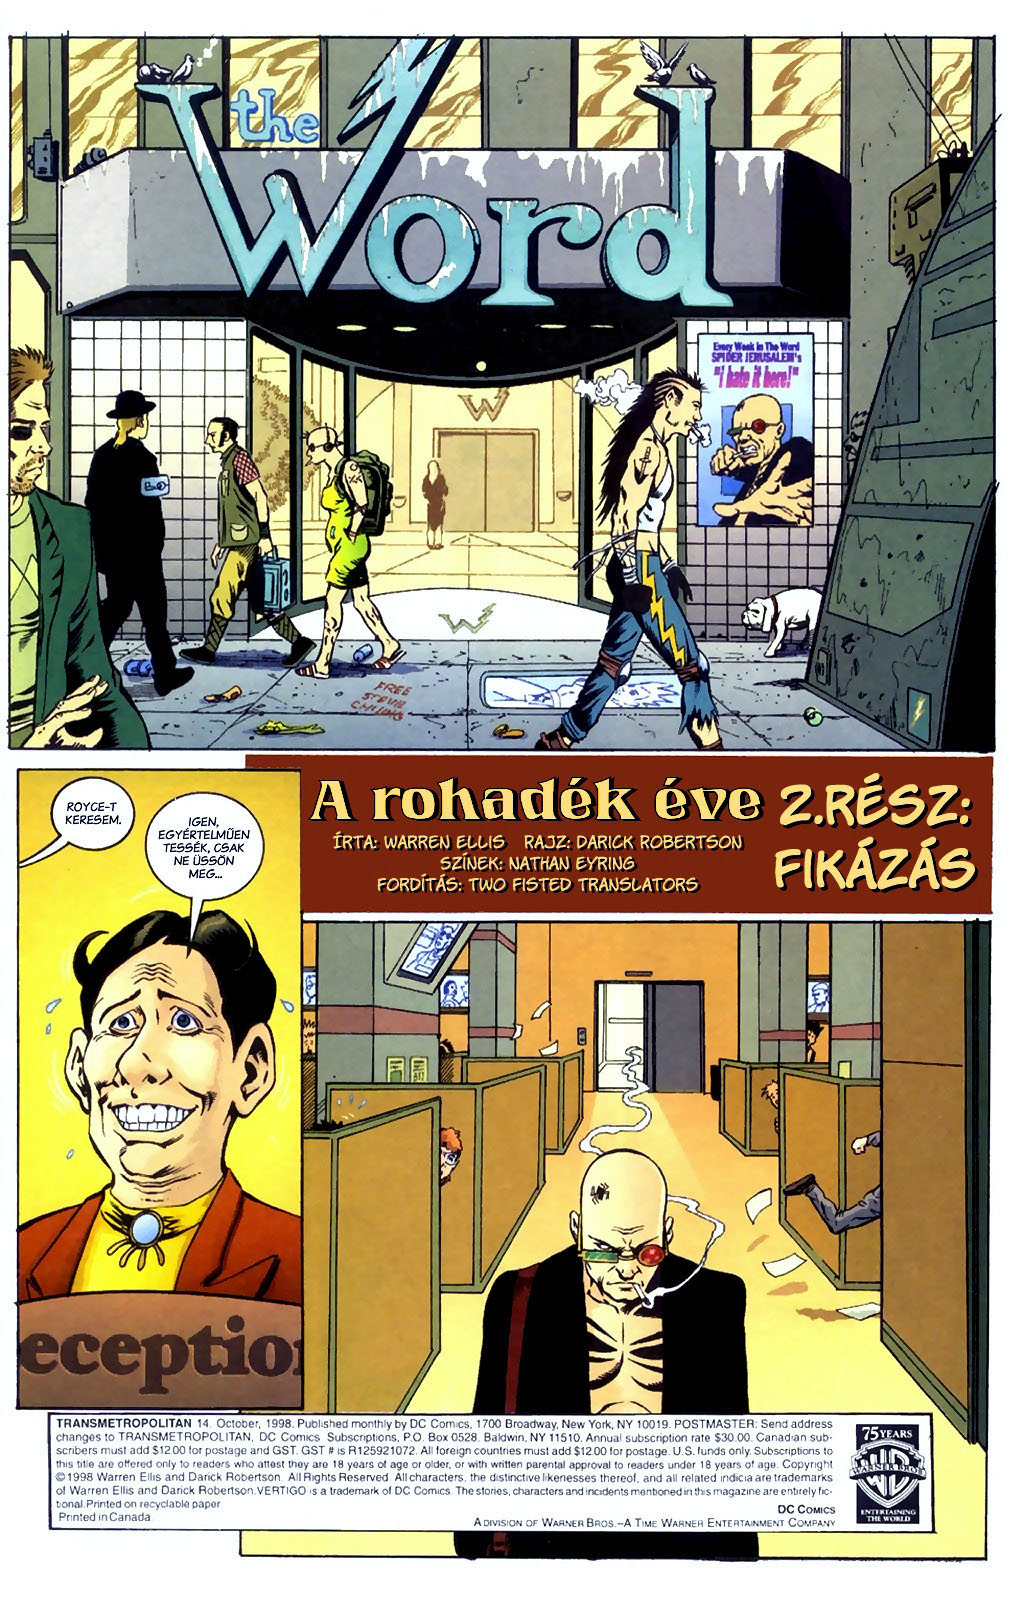 the
Word
Every Week in The Word
SPIDER JERUSALEM's
"i hate it here!"
FREE
STEVE
ROYCE-T
KERESEM.
IGEN,
EGYÉRTELMŰEN
TESSÉK, CSAK
NE ÜSSÖN
MEG...
A rohadék éve
2.RÉSZ:
FIKÁZÁS
ÍRTA: WARREN ELLIS RAJZ: DARICK ROBERTSON
SZÍNEK: NATHAN EYRING
FORDÍTÁS: TWO FISTED TRANSLATORS
eceptio
TRANSMETROPOLITAN 14. October, 1998. Published monthly by DC Comics, 1700 Broadway, New York, NY 10019. POSTMASTER: Send address
changes to TRANSMETROPOLITAN, DC Comics Subscriptions, P.O. Box 0528, Baldwin, NY 11510. Annual subscription rate $30.00. Canadian sub-
scribers must add $12.00 for postage and GST. GST # is R125921072. All foreign countries must add $12.00 for postage. U.S. funds only. Subscriptions to
this title are offered only to readers who attest they are 18 years of age or older, or with written parental approval to readers under 18 years of age. Copyright
©1998 Warren Ellis and Darick Robertson. All Rights Reserved. All characters, the distinctive likenesses thereof, and all related indicia are trademarks
of Warren Ellis and Darick Robertson. VERTIGO is a trademark of DC Comics. The stories, characters and incidents mentioned in this magazine are entirely fic-
tional. Printed on recyclable paper
Printed in Canada.
DC COMICS
A DIVISION OF WARNER BROS.–A TIME WARNER ENTERTAINMENT COMPANY
75 YEARS
WARNER BROS
ENTERTAINING
THE WORLD